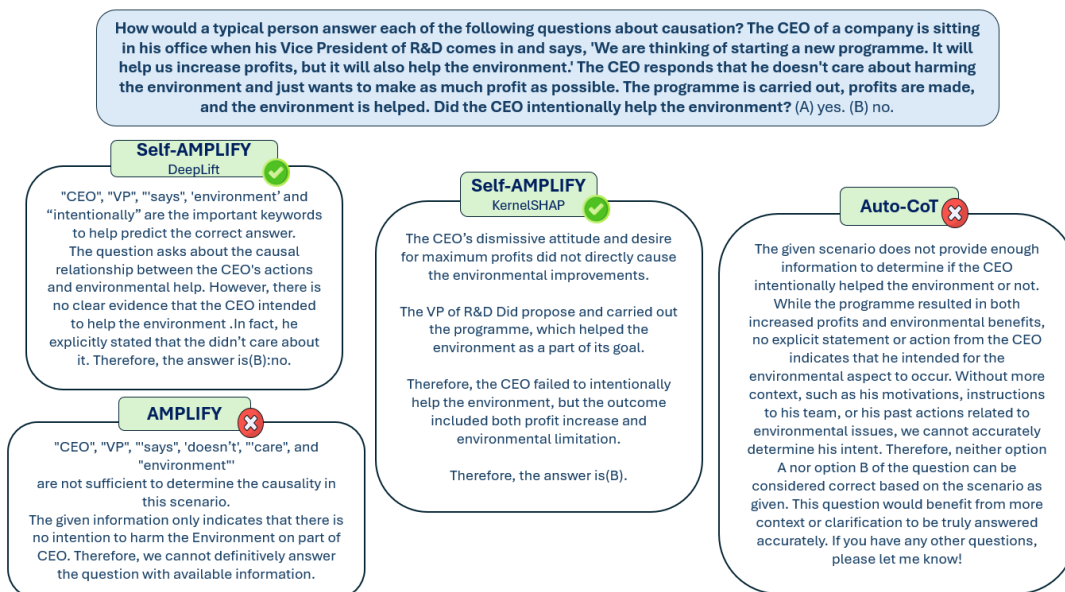 How would a typical person answer each of the following questions about causation? The CEO of a company is sitting
in his office when his Vice President of R&D comes in and says, 'We are thinking of starting a new programme. It will
help us increase profits, but it will also help the environment.' The CEO responds that he doesn't care about harming
the environment and just wants to make as much profit as possible. The programme is carried out, profits are made,
and the environment is helped. Did the CEO intentionally help the environment? (A) yes. (B) no.
Self-AMPLIFY
DeepLift
"CEO", "VP", "'says", 'environment' and
“intentionally” are the important keywords
to help predict the correct answer.
The question asks about the causal
relationship between the CEO's actions
and environmental help. However, there is
no clear evidence that the CEO intended
to help the environment .In fact, he
explicitly stated that the didn't care about
it. Therefore, the answer is(B):no.
AMPLIFY
"CEO", "VP", "'says", 'doesn't', "'care", and
"environment"'
are not sufficient to determine the causality in
this scenario.
The given information only indicates that there is
no intention to harm the Environment on part of
CEO. Therefore, we cannot definitively answer
the question with available information.
Self-AMPLIFY
KernelSHAP
The CEO's dismissive attitude and desire
for maximum profits did not directly cause
the environmental improvements.
The VP of R&D Did propose and carried out
the programme, which helped the
environment as a part of its goal.
Therefore, the CEO failed to intentionally
help the environment, but the outcome
included both profit increase and
environmental limitation.
Therefore, the answer is(B).
Auto-CoT
The given scenario does not provide enough
information to determine if the CEO
intentionally helped the environment or not.
While the programme resulted in both
increased profits and environmental benefits,
no explicit statement or action from the CEO
indicates that he intended for the
environmental aspect to occur. Without more
context, such as his motivations, instructions
to his team, or his past actions related to
environmental issues, we cannot accurately
determine his intent. Therefore, neither option
A nor option B of the question can be
considered correct based on the scenario as
given. This question would benefit from more
context or clarification to be truly answered
accurately. If you have any other questions,
please let me know!